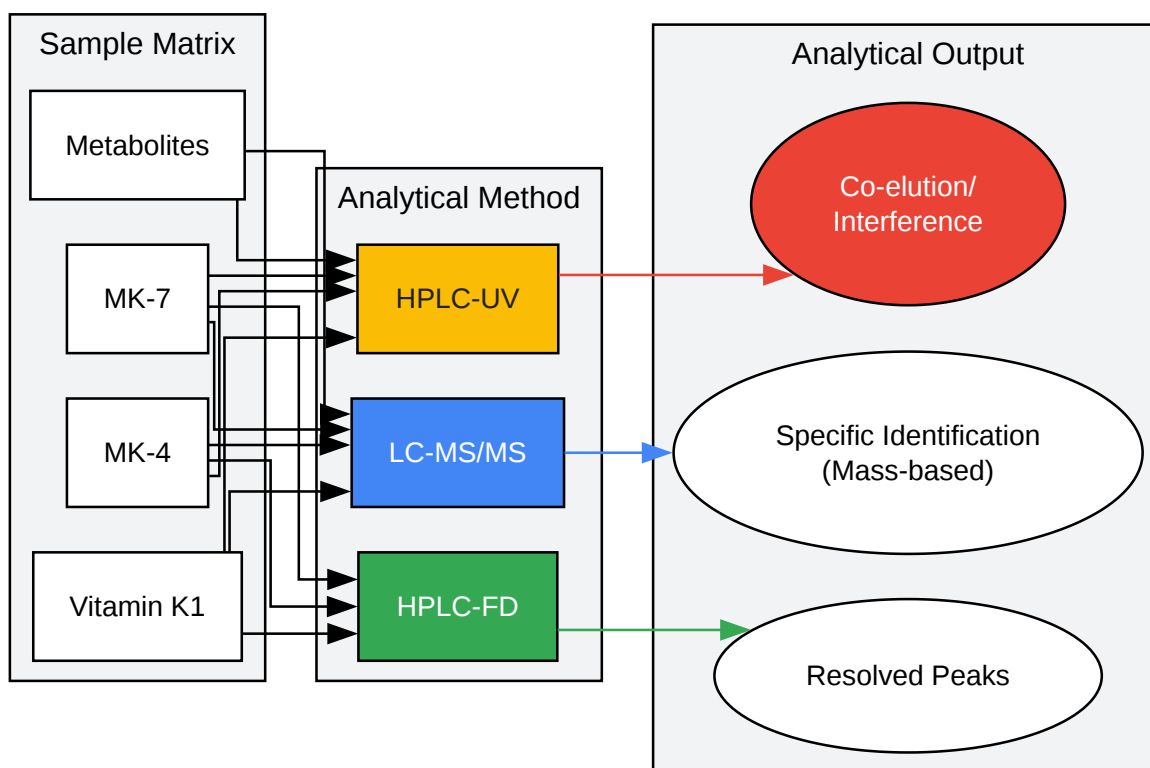 Sample Matrix
Metabolites
MK-7
MK-4
Vitamin K1
Analytical Method
HPLC-UV
LC-MS/MS
HPLC-FD
Analytical Output
Co-elution/
Interference
Specific Identification
(Mass-based)
Resolved Peaks